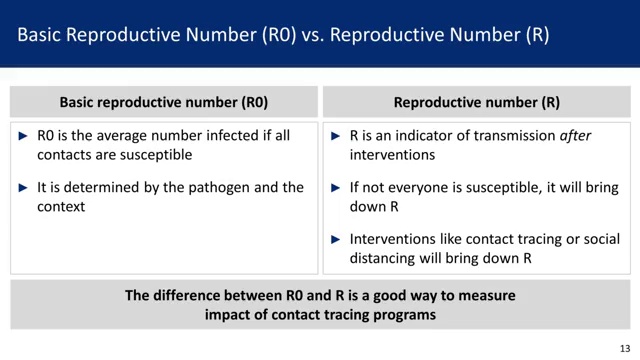 Basic Reproductive Number (R0) vs. Reproductive Number (R)
Basic reproductive number (R0)
► R0 is the average number infected if all
contacts are susceptible
► It is determined by the pathogen and the
context
Reproductive number (R)
► R is an indicator of transmission after
interventions
► If not everyone is susceptible, it will bring
down R
► Interventions like contact tracing or social
distancing will bring down R
The difference between R0 and R is a good way to measure
impact of contact tracing programs
13